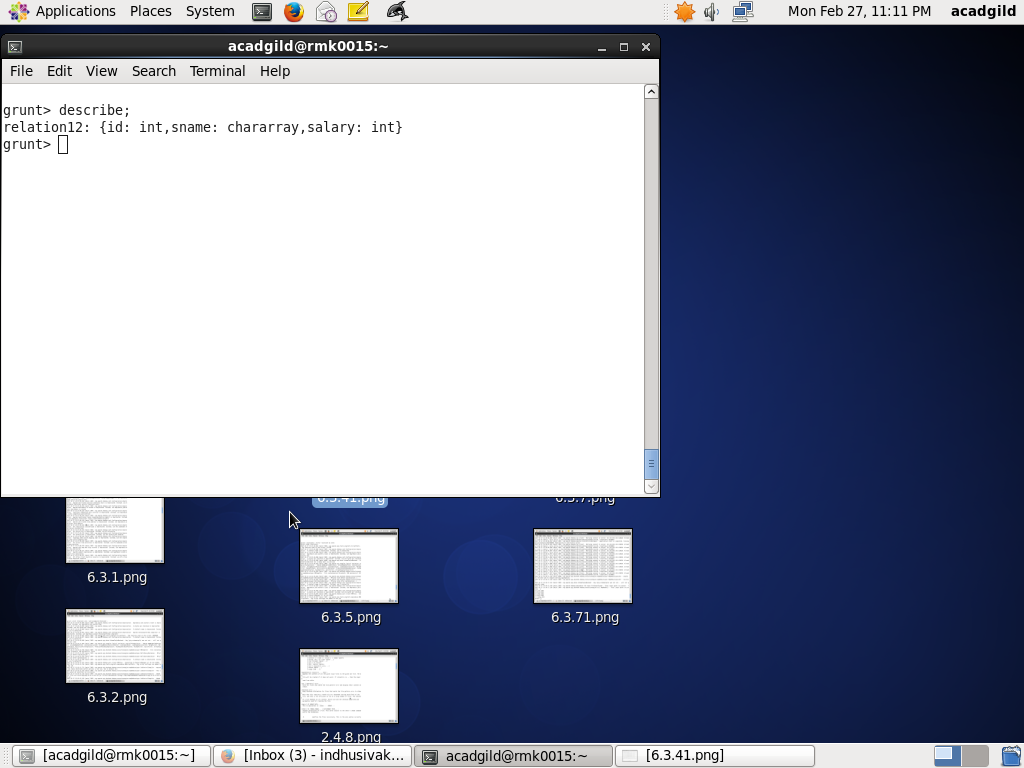 Applications Places System Mon Feb 27, 11:11 PM acadgild
acadgild@rmk0015:~
File Edit View Search Terminal Help
grunt> describe;
relation12: {id: int,sname: chararray,salary: int}
grunt>
6.3.41.png 6.3.7.png
6.3.1.png
6.3.5.png 6.3.71.png
6.3.2.png
2.4.8.png
[acadgild@rmk0015:~] [Inbox (3) - indhusivak... acadgild@rmk0015:~ [6.3.41.png]